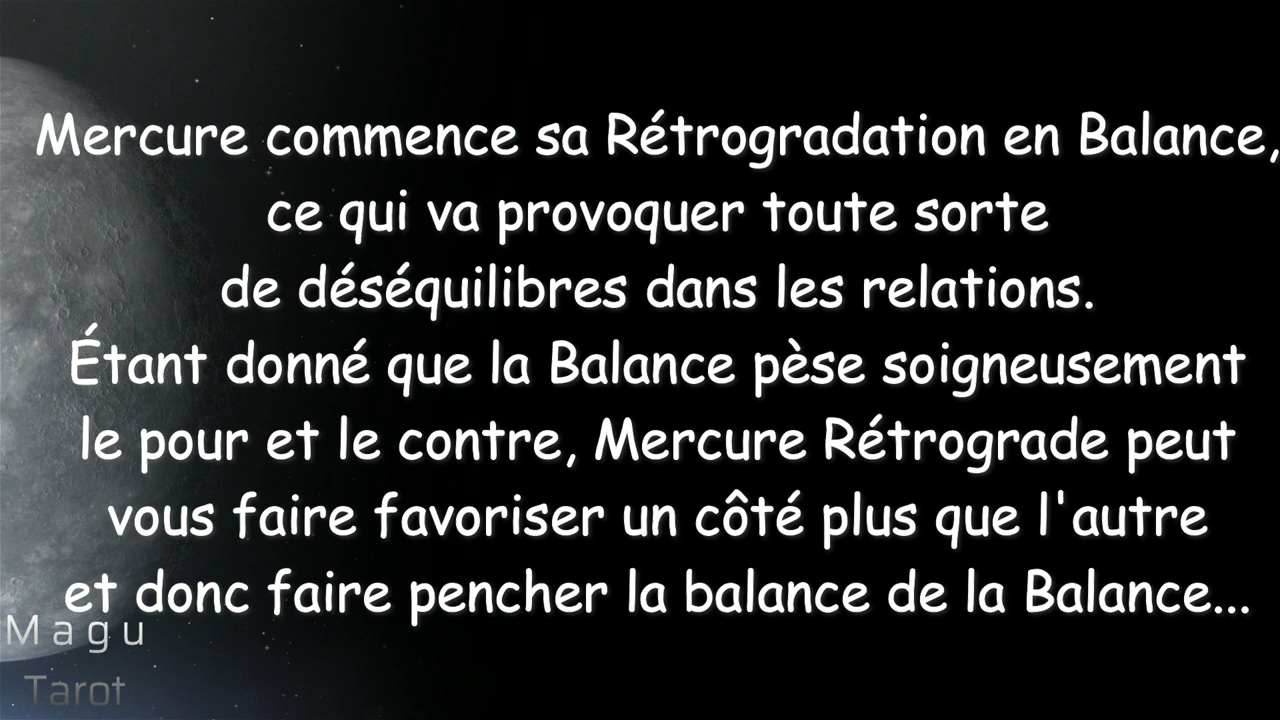 Mercure commence sa Rétrogradation en Balance,
ce qui va provoquer toute sorte
de déséquilibres dans les relations.
Étant donné que la Balance pèse soigneusement
le pour et le contre, Mercure Rétrograde peut
vous faire favoriser un côté plus que l'autre
et donc faire pencher la balance de la Balance...
Magu
Tarot